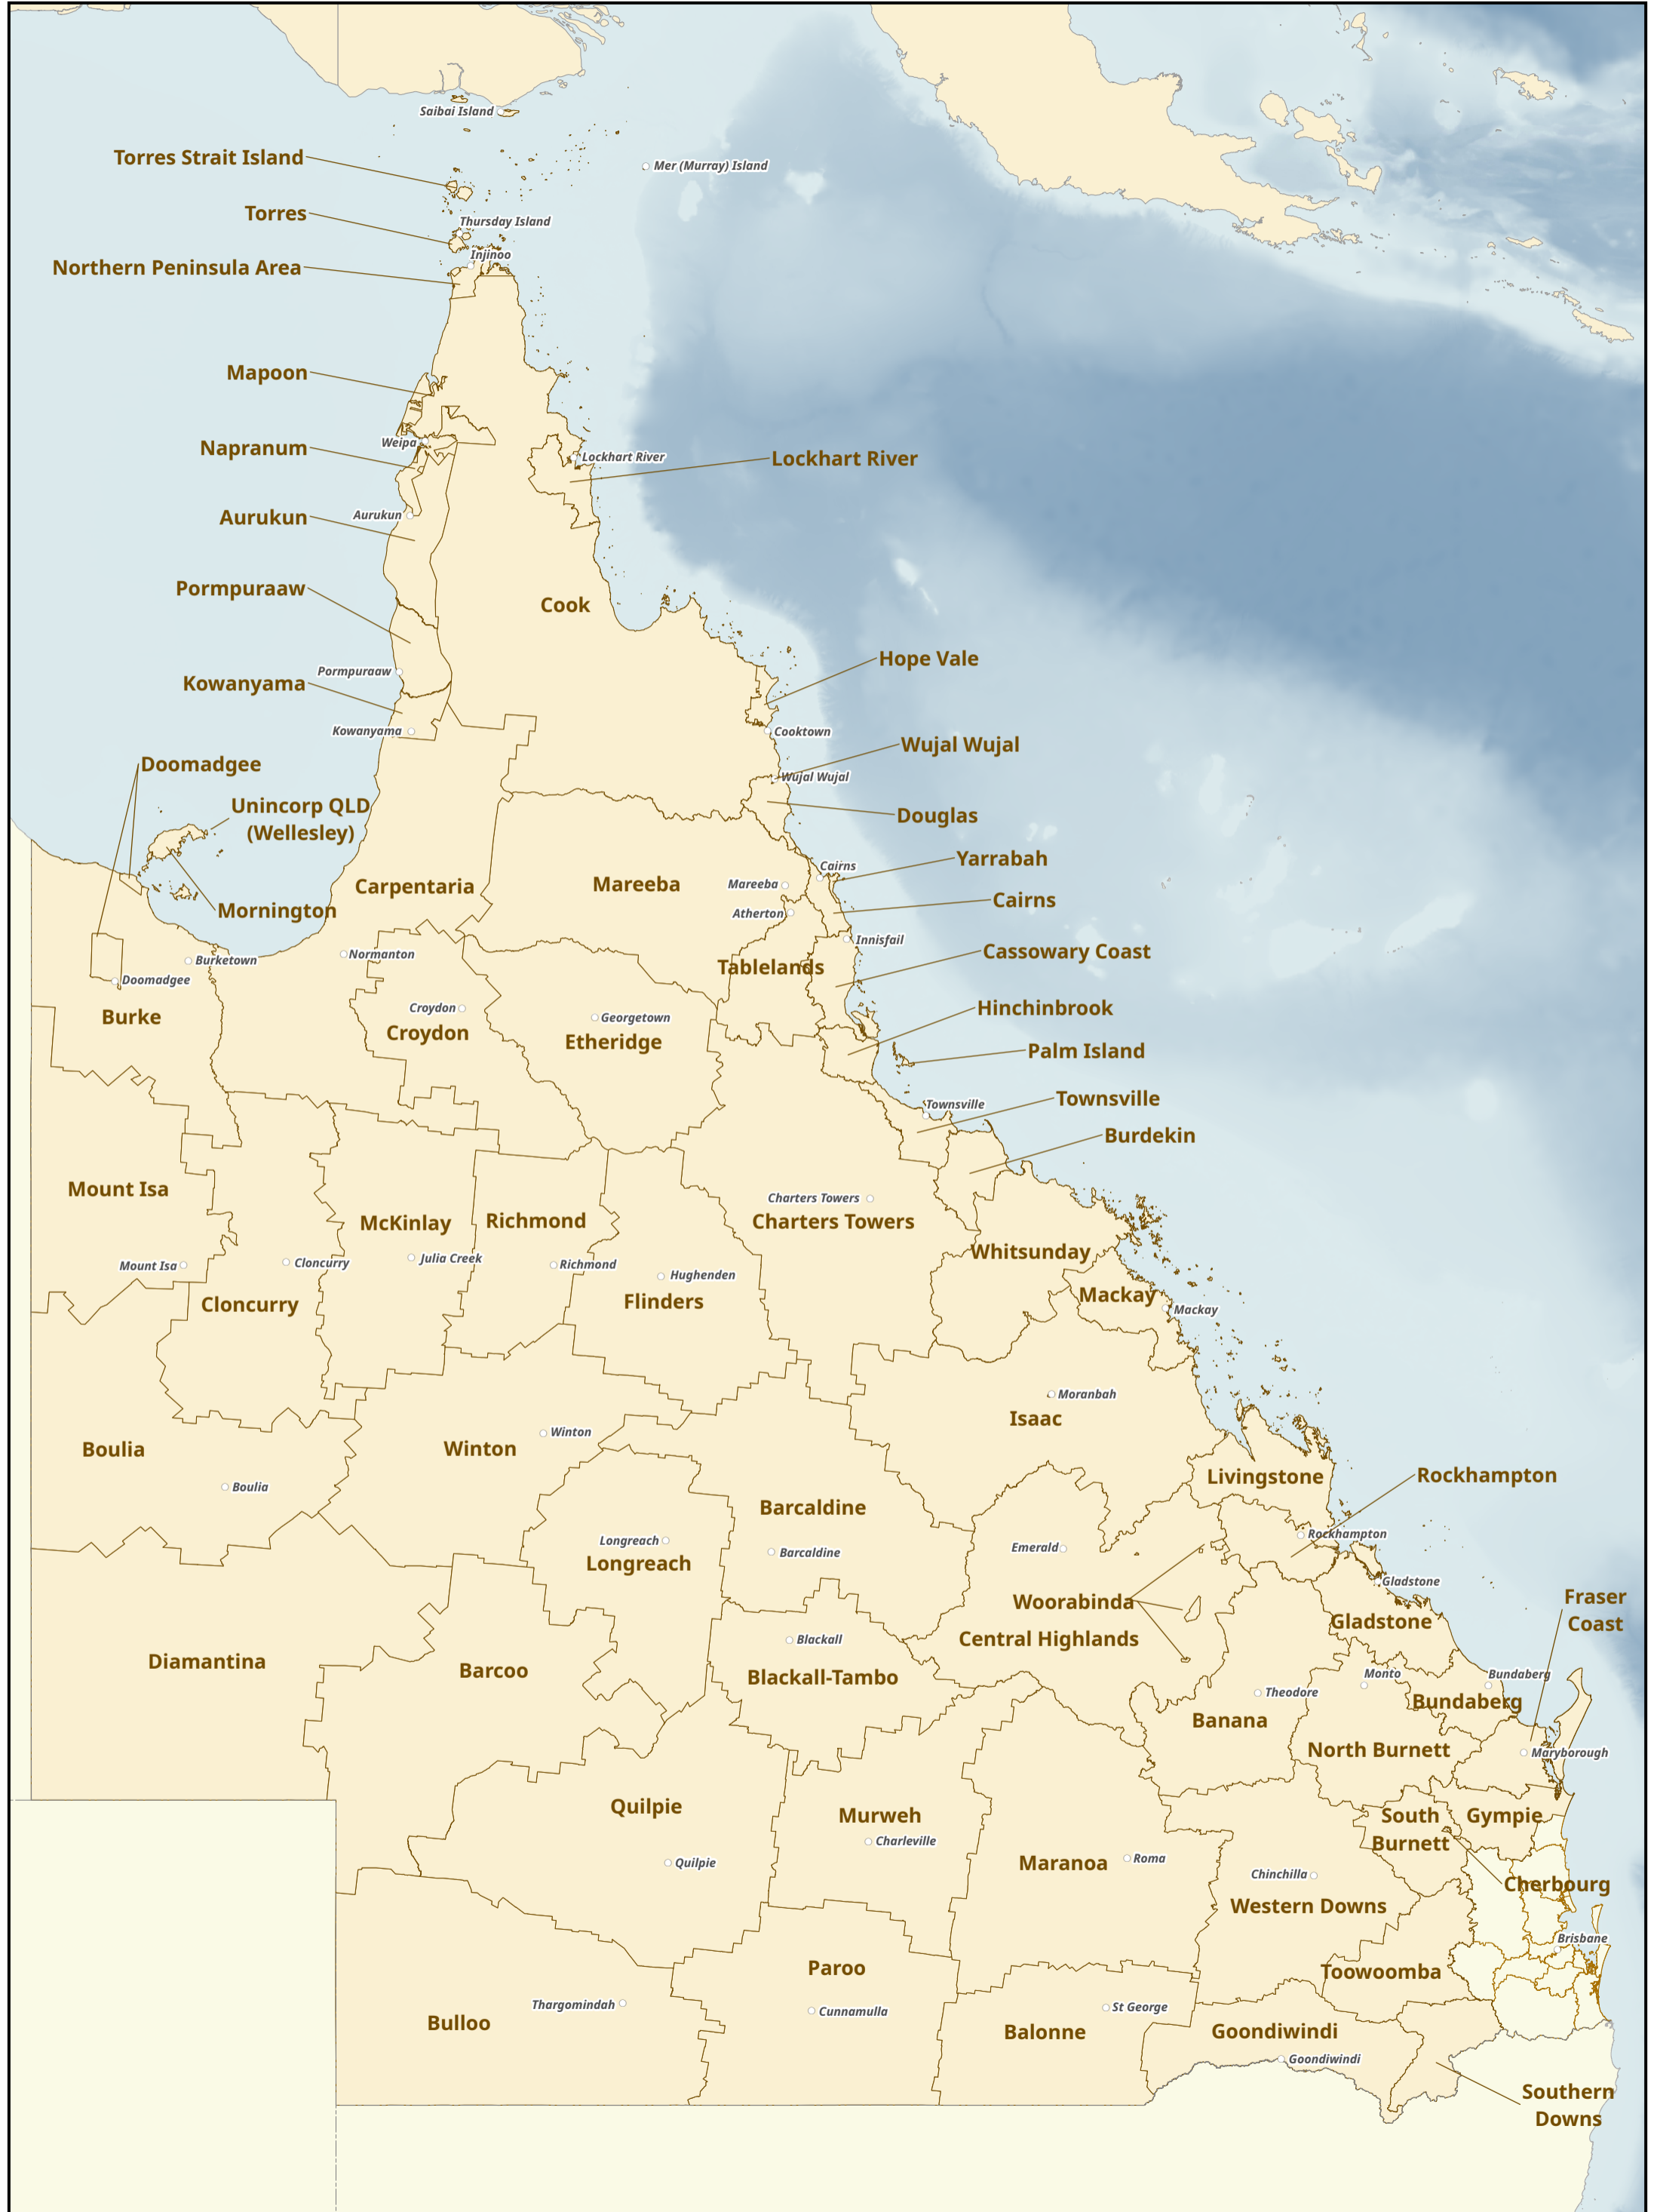 Saibai Island
Torres Strait Island
Mer (Murray) Island
Torres
Thursday Island
Injinoo
Northern Peninsula Area
Mapoon
Weipa
Napranum
Lockhart River
Lockhart River
Aurukun
Aurukun
Pormpuraaw
Cook
Hope Vale
Pormpuraaw
Kowanyama
Kowanyama
Cooktown
Wujal Wujal
Doomadgee
Wujal Wujal
Unincorp QLD
(Wellesley)
Douglas
Yarrabah
Cairns
Carpentaria
Mareeba
Mareeba
Cairns
Mornington
Atherton
Innisfail
Normanton
Cassowary Coast
Burketown
Tablelands
Doomadgee
Croydon
Hinchinbrook
Burke
Georgetown
Croydon
Etheridge
Palm Island
Townsville
Townsville
Burdekin
Mount Isa
Charters Towers
McKinlay
Richmond
Charters Towers
Whitsunday
Mount Isa
Cloncurry
Julia Creek
Richmond
Hughenden
Cloncurry
Flinders
Mackay
Mackay
Moranbah
Isaac
Winton
Boulia
Winton
Livingstone
Rockhampton
Boulia
Barcaldine
Rockhampton
Longreach
Longreach
Barcaldine
Emerald
Gladstone
Fraser
Coast
Woorabinda
Gladstone
Blackall
Central Highlands
Diamantina
Barcoo
Blackall-Tambo
Monto
Bundaberg
Theodore
Bundaberg
Banana
North Burnett
Maryborough
Quilpie
Murweh
South
Burnett
Gympie
Charleville
Quilpie
Maranoa
Roma
Chinchilla
Cherbourg
Western Downs
Brisbane
Paroo
Toowoomba
Thargomindah
Cunnamulla
St George
Bulloo
Balonne
Goondiwindi
Goondiwindi
Southern
Downs